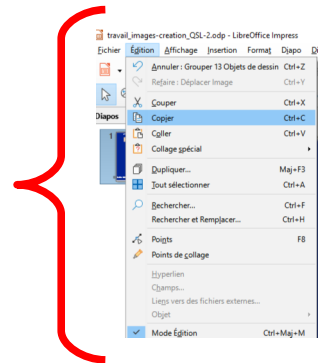 travail_images-creation_QSL-2.odp - LibreOffice Impress
Fichier Édition Affichage Insertion Format Diapo
Annuler : Grouper 13 Objets de dessin Ctrl+Z
Refaire : Déplacer Image Ctrl+Y
Couper Ctrl+X
Diapos Copier Ctrl+C
Coller Ctrl+V
1 Collage spécial
Dupliquer... Maj+F3
Tout sélectionner Ctrl+A
Rechercher... Ctrl+F
Rechercher et Remplacer... Ctrl+H
Points F8
Points de collage
Hyperlien
Champs...
Liens vers des fichiers externes...
Objet
Mode Édition Ctrl+Maj+M